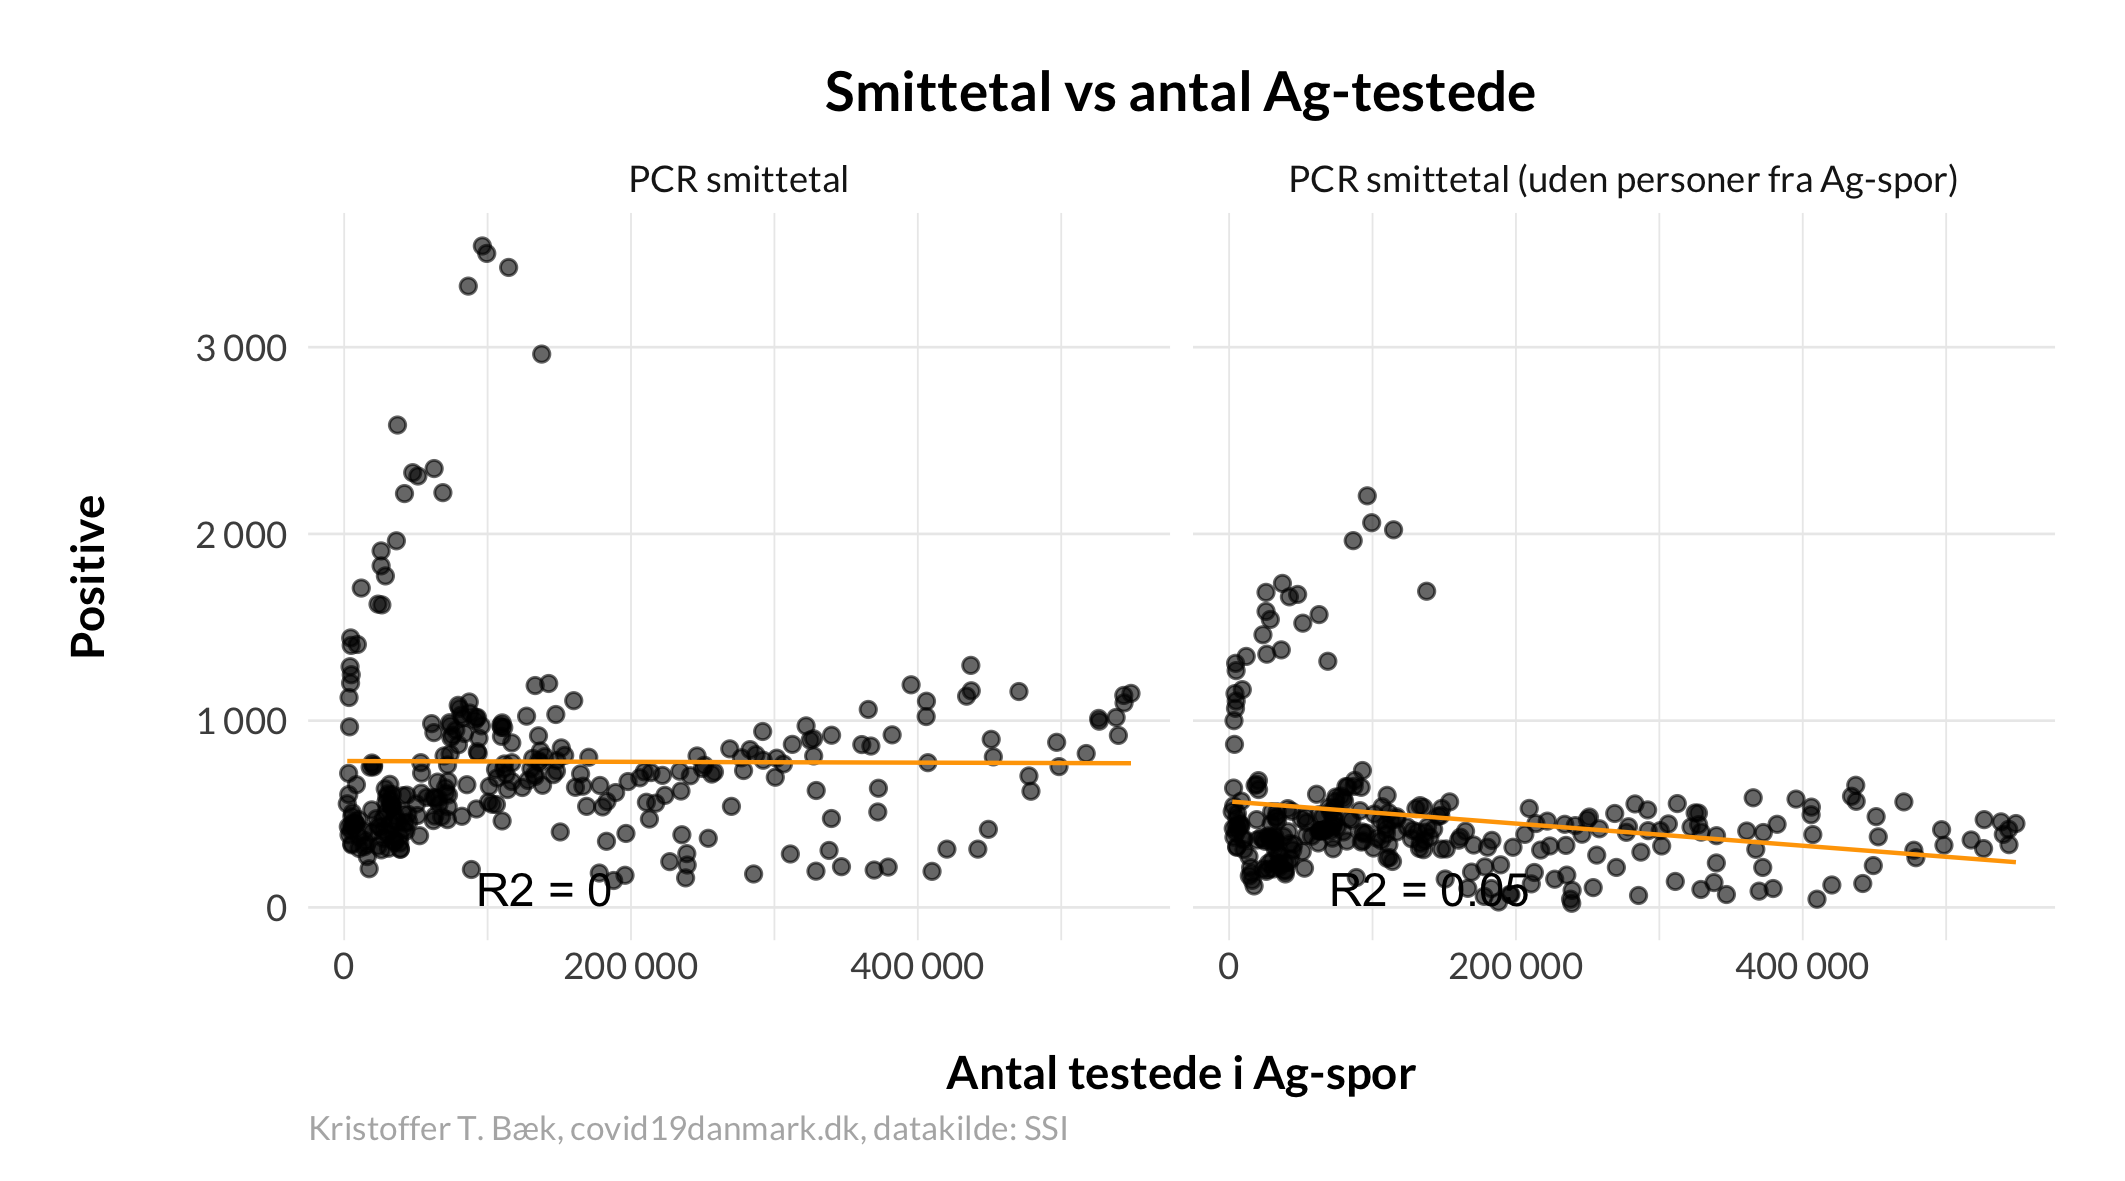 Smittetal vs antal Ag-testede
PCR smittetal
PCR smittetal (uden personer fra Ag-spor)
Positive
3 000
2 000
1 000
0
R2 = 0
R2 = 0.05
0
200 000
400 000
0
200 000
400 000
Antal testede i Ag-spor
Kristoffer T. Bæk, covid19danmark.dk, datakilde: SSI